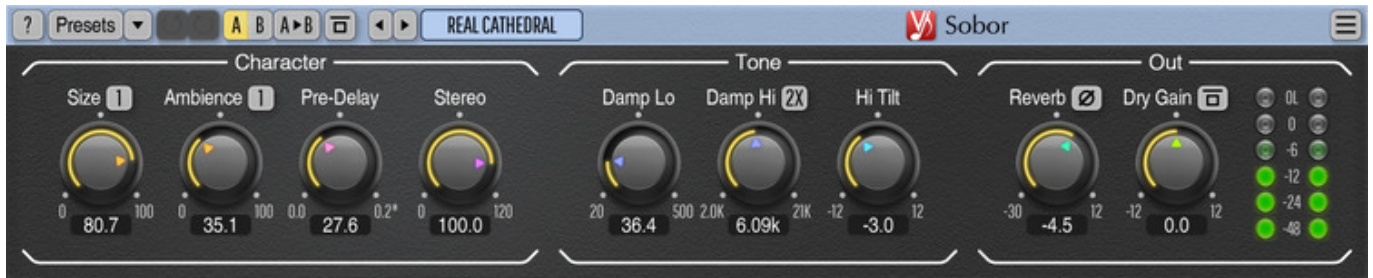 ? Presets A B A▸B REAL CATHEDRAL Sobor
Character Tone Out
Size 1 Ambience 1 Pre-Delay Stereo Damp Lo Damp Hi 2X Hi Tilt Reverb Ø Dry Gain
OL
0
-6
-12
-24
-48
0 100 0 100 0.0 0.2* 0 120 20 500 2.0K 21K -12 12 -30 12 -12 12
80.7 35.1 27.6 100.0 36.4 6.09k -3.0 -4.5 0.0